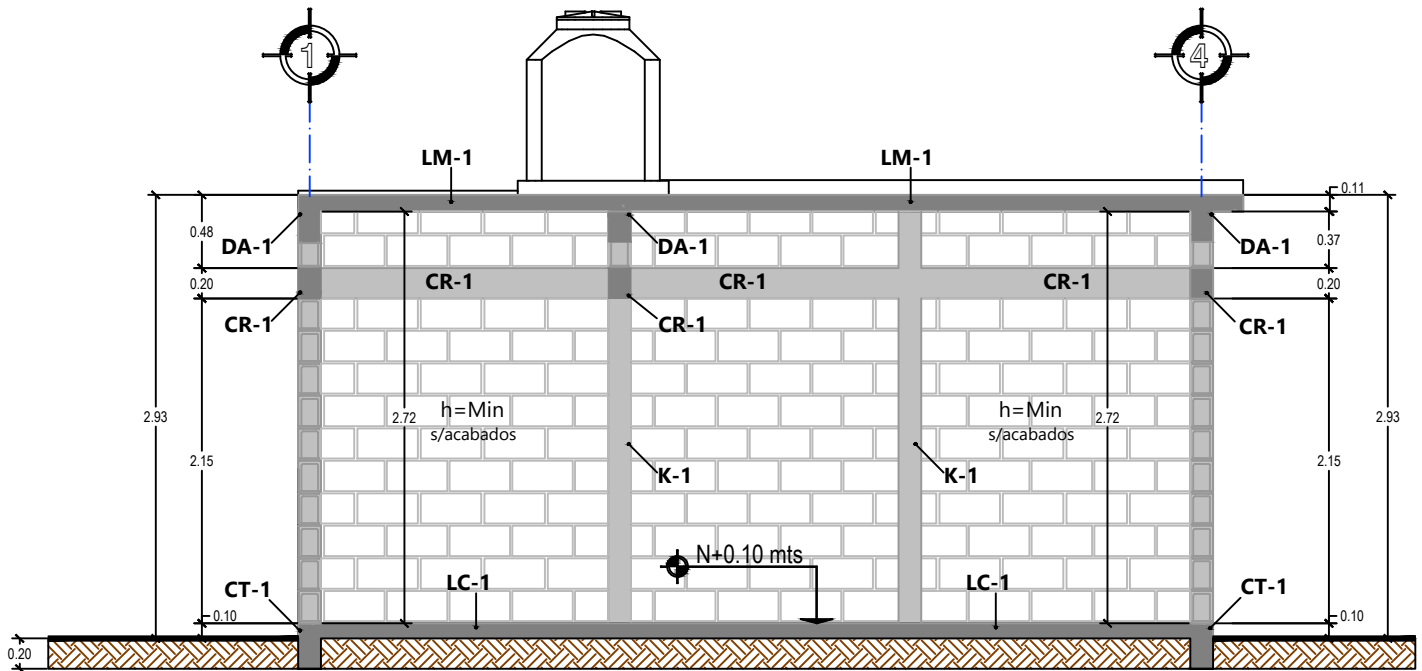 1
4
LM-1
LM-1
0.11
0.48
DA-1
DA-1
DA-1
0.37
0.20
CR-1
CR-1
CR-1
0.20
CR-1
CR-1
CR-1
2.93
2.72
h=Min
s/acabados
h=Min
s/acabados
2.72
2.93
2.15
K-1
K-1
2.15
N+0.10 mts
CT-1
LC-1
LC-1
CT-1
0.10
0.10
0.20